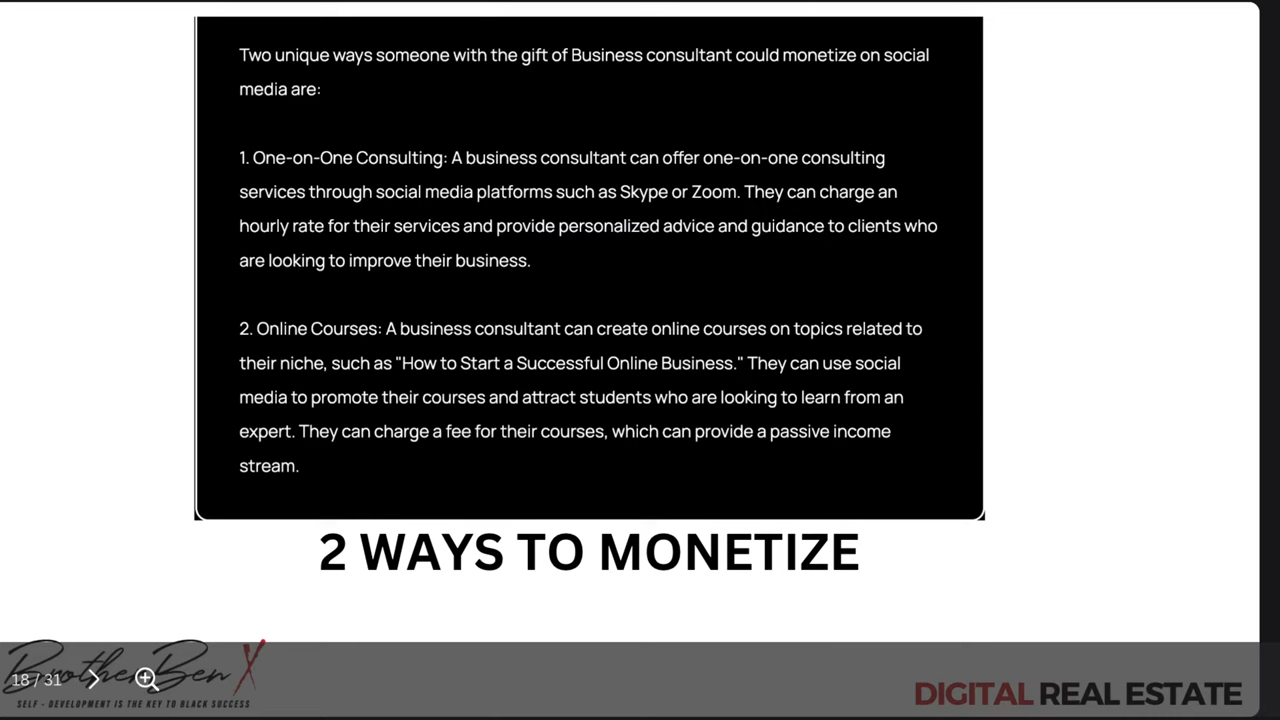 Two unique ways someone with the gift of Business consultant could monetize on social
media are:
1. One-on-One Consulting: A business consultant can offer one-on-one consulting
services through social media platforms such as Skype or Zoom. They can charge an
hourly rate for their services and provide personalized advice and guidance to clients who
are looking to improve their business.
2. Online Courses: A business consultant can create online courses on topics related to
their niche, such as "How to Start a Successful Online Business." They can use social
media to promote their courses and attract students who are looking to learn from an
expert. They can charge a fee for their courses, which can provide a passive income
stream.
2 WAYS TO MONETIZE
Brother Ben X
18 / 31
SELF - DEVELOPMENT IS THE KEY TO BLACK SUCCESS
DIGITAL REAL ESTATE